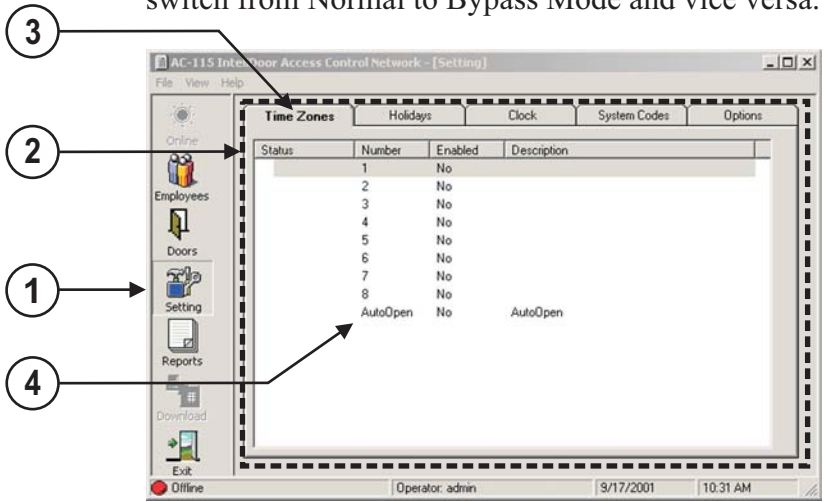 switch from Normal to Bypass Mode and vice versa.
3
AC-115 InterDoor Access Control Network - [Setting]
File View Help
Time Zones Holidays Clock System Codes Options
Online
2
Status Number Enabled Description
1 No
Employees
2 No
3 No
4 No
Doors
5 No
6 No
7 No
1
8 No
Setting
AutoOpen No AutoOpen
Reports
4
Download
Exit
Offline Operator: admin 9/17/2001 10:31 AM